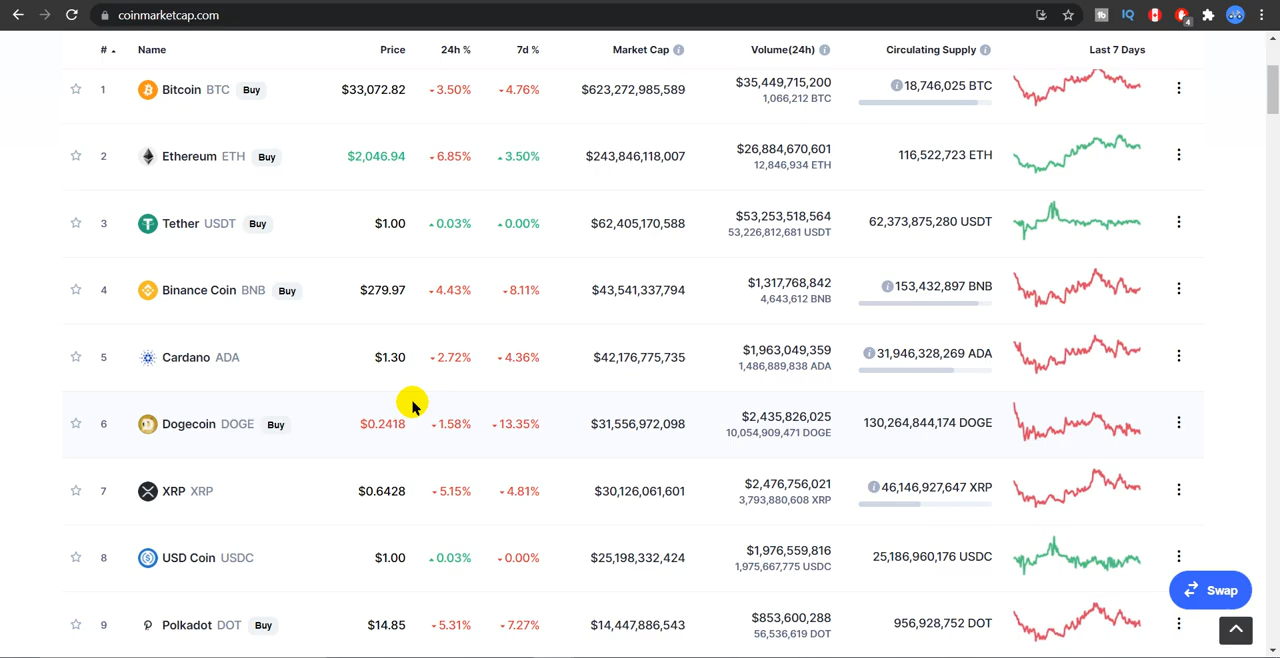 coinmarketcap.com
4
# Name Price 24h % 7d % Market Cap Volume(24h) Circulating Supply Last 7 Days
1 Bitcoin BTC Buy $33,072.82 3.50% 4.76% $623,272,985,589 $35,449,715,200 18,746,025 BTC
1,066,212 BTC
2 Ethereum ETH Buy $2,046.94 6.85% 3.50% $243,846,118,007 $26,884,670,601 116,522,723 ETH
12,846,934 ETH
3 Tether USDT Buy $1.00 0.03% 0.00% $62,405,170,588 $53,253,518,564 62,373,875,280 USDT
53,226,812,681 USDT
4 Binance Coin BNB Buy $279.97 4.43% 8.11% $43,541,337,794 $1,317,768,842 153,432,897 BNB
4,643,612 BNB
5 Cardano ADA $1.30 2.72% 4.36% $42,176,775,735 $1,963,049,359 31,946,328,269 ADA
1,486,889,838 ADA
6 Dogecoin DOGE Buy $0.2418 1.58% 13.35% $31,556,972,098 $2,435,826,025 130,264,844,174 DOGE
10,054,909,471 DOGE
7 XRP XRP $0.6428 5.15% 4.81% $30,126,061,601 $2,476,756,021 46,146,927,647 XRP
3,793,880,608 XRP
8 USD Coin USDC $1.00 0.03% 0.00% $25,198,332,424 $1,976,559,816 25,186,960,176 USDC
1,975,667,775 USDC
Swap
9 Polkadot DOT Buy $14.85 5.31% 7.27% $14,447,886,543 $853,600,288 956,928,752 DOT
56,536,619 DOT